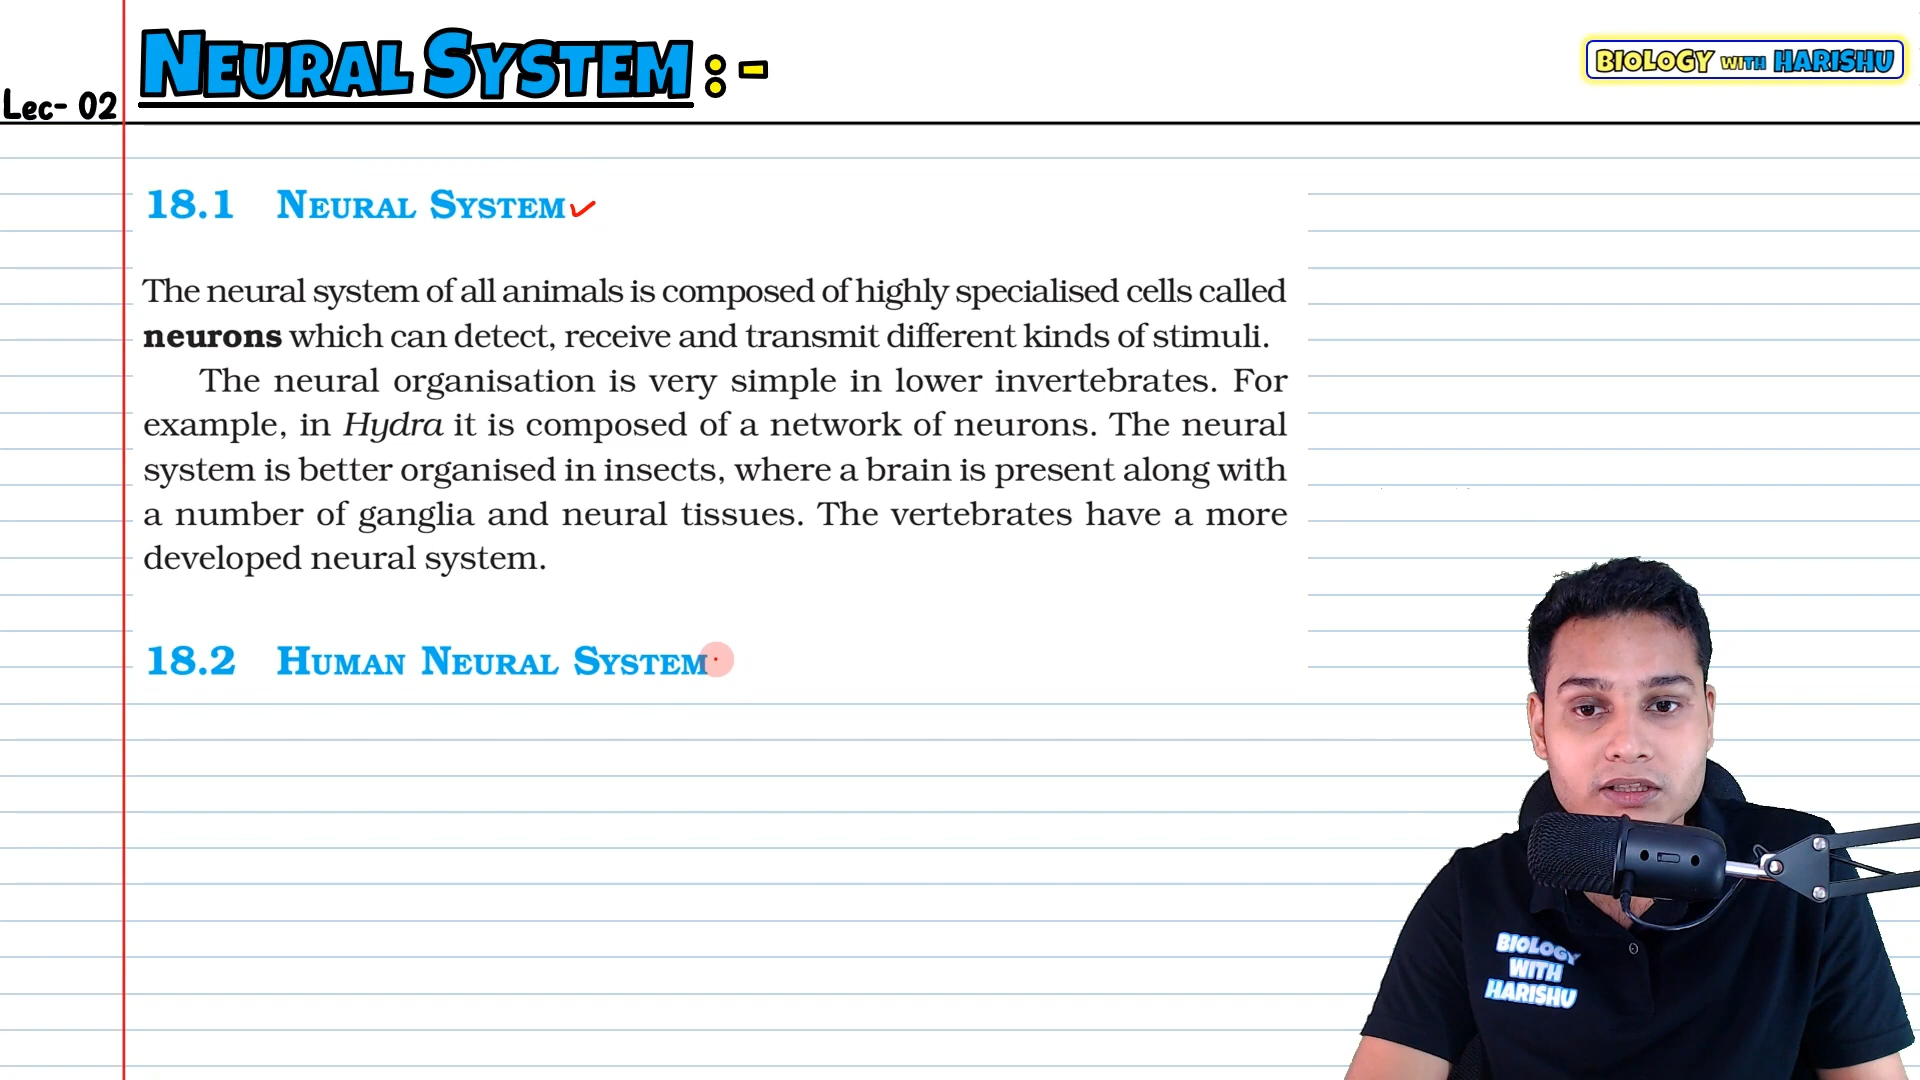 NEURAL SYSTEM :-
BIOLOGY WITH HARISHU
Lec- 02
18.1 NEURAL SYSTEM
The neural system of all animals is composed of highly specialised cells called
neurons which can detect, receive and transmit different kinds of stimuli.
The neural organisation is very simple in lower invertebrates. For
example, in Hydra it is composed of a network of neurons. The neural
system is better organised in insects, where a brain is present along with
a number of ganglia and neural tissues. The vertebrates have a more
developed neural system.
18.2 HUMAN NEURAL SYSTEM
BIOLOGY
WITH
HARISHU